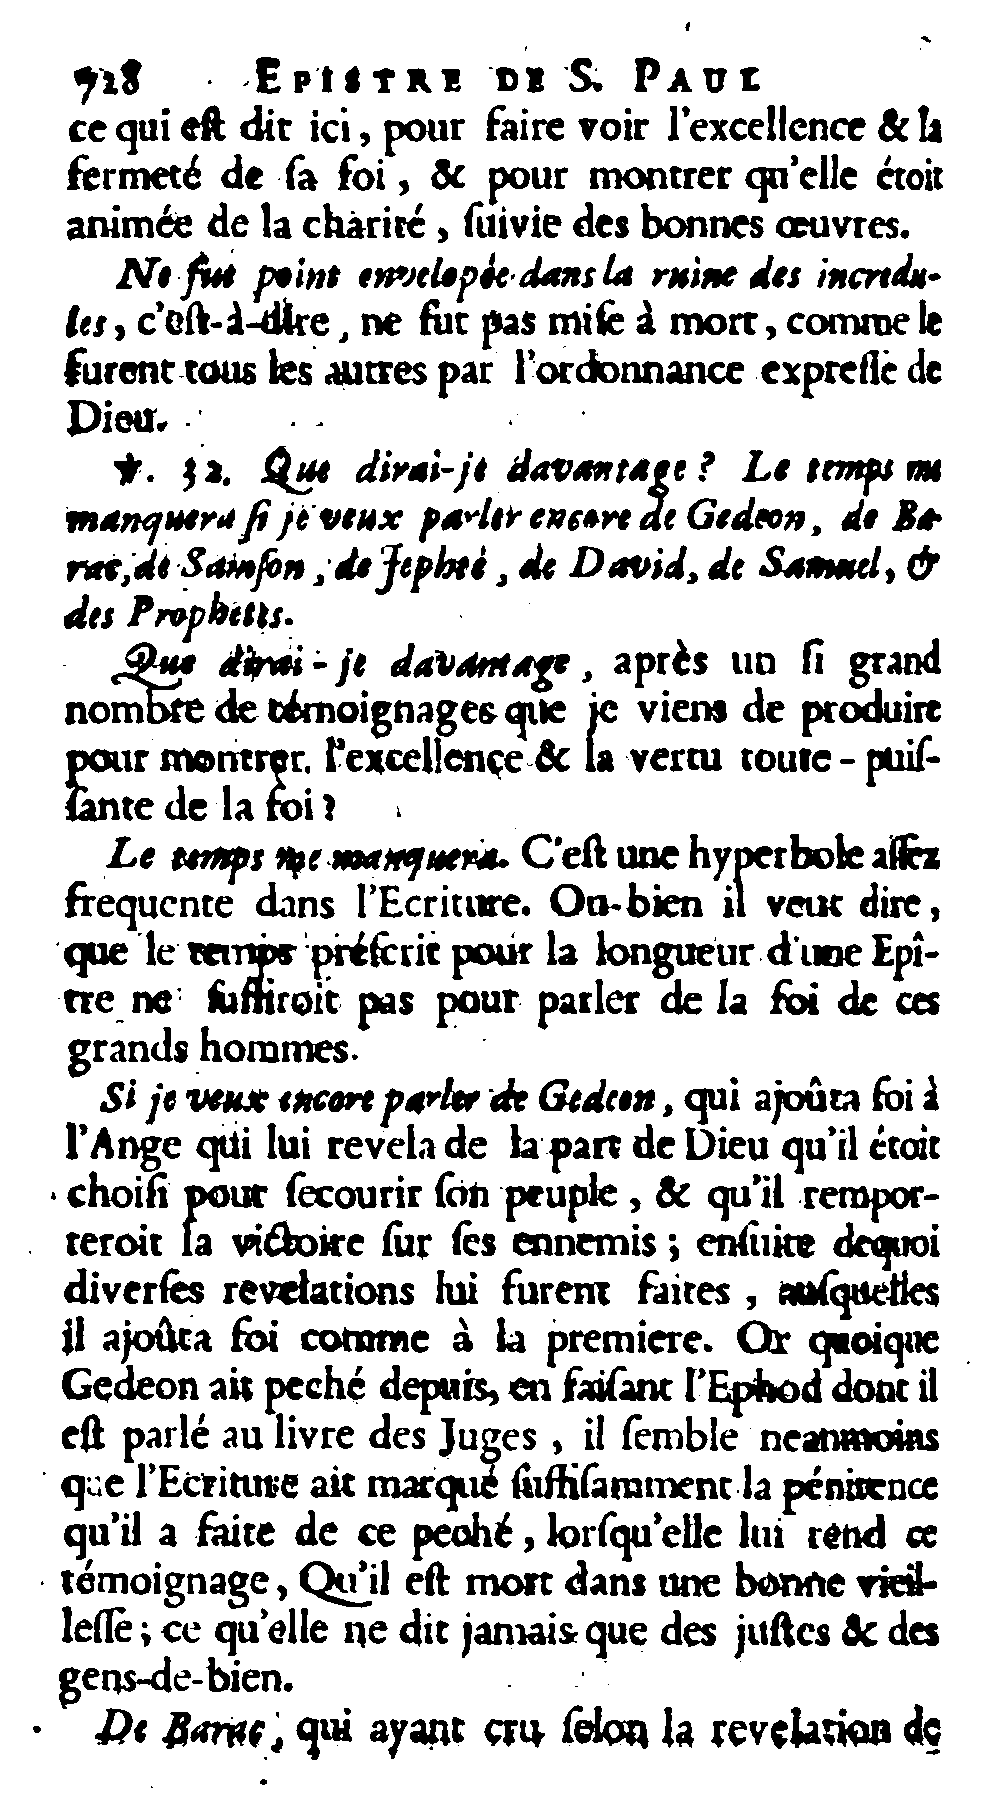 728 EPISTRE DE S. PAUL
ce qui eſt dit ici, pour faire voir l'excellence & la
fermeté de ſa foi, & pour montrer qu'elle étoit
animée de la charité, ſuivie des bonnes œuvres.
Ne fut point envelopée dans la ruine des incredu-
les, c'eſt-à-dire, ne fut pas miſe à mort, comme le
furent tous les autres par l'ordonnance expreſſe de
Dieu.
℣. 32. Que dirai-je davantage? Le temps me
manquera ſi je veux parler encore de Gedeon, de Ba-
rac, de Samſon, de Jephté, de David, de Samuel, &
des Prophetes.
Que dirai-je davantage, après un ſi grand
nombre de témoignages que je viens de produire
pour montrer l'excellence & la vertu toute-puiſ-
ſante de la foi?
Le temps me manquera. C'eſt une hyperbole aſſez
frequente dans l'Ecriture. Ou-bien il veut dire,
que le temps préſcrit pour la longueur d'une Epî-
tre ne ſuffiroit pas pour parler de la foi de ces
grands hommes.
Si je veux encore parler de Gedeon, qui ajoûta foi à
l'Ange qui lui revela de la part de Dieu qu'il étoit
choiſi pour ſecourir ſon peuple, & qu'il rempor-
teroit la victoire ſur ſes ennemis; enſuite dequoi
diverſes revelations lui furent faites, auſquelles
il ajoûta foi comme à la premiere. Or quoique
Gedeon ait peché depuis, en faiſant l'Ephod dont il
eſt parlé au livre des Juges, il ſemble neanmoins
que l'Ecriture ait marqué ſuffiſamment la pénitence
qu'il a faite de ce peché, lorſqu'elle lui rend ce
témoignage, Qu'il eſt mort dans une bonne vieil-
leſſe; ce qu'elle ne dit jamais que des juſtes & des
gens-de-bien.
De Barac, qui ayant cru ſelon la revelation de